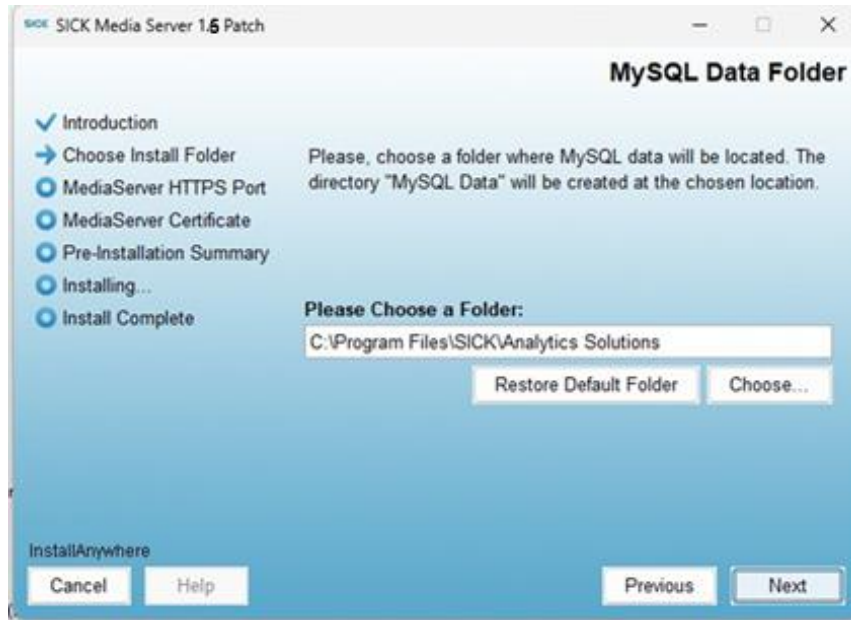 SICK SICK Media Server 1.6 Patch
MySQL Data Folder
Introduction
Choose Install Folder
MediaServer HTTPS Port
MediaServer Certificate
Pre-Installation Summary
Installing...
Install Complete
Please, choose a folder where MySQL data will be located. The
directory "MySQL Data" will be created at the chosen location.
Please Choose a Folder:
C:\Program Files\SICK\Analytics Solutions
Restore Default Folder
Choose...
InstallAnywhere
Cancel
Help
Previous
Next